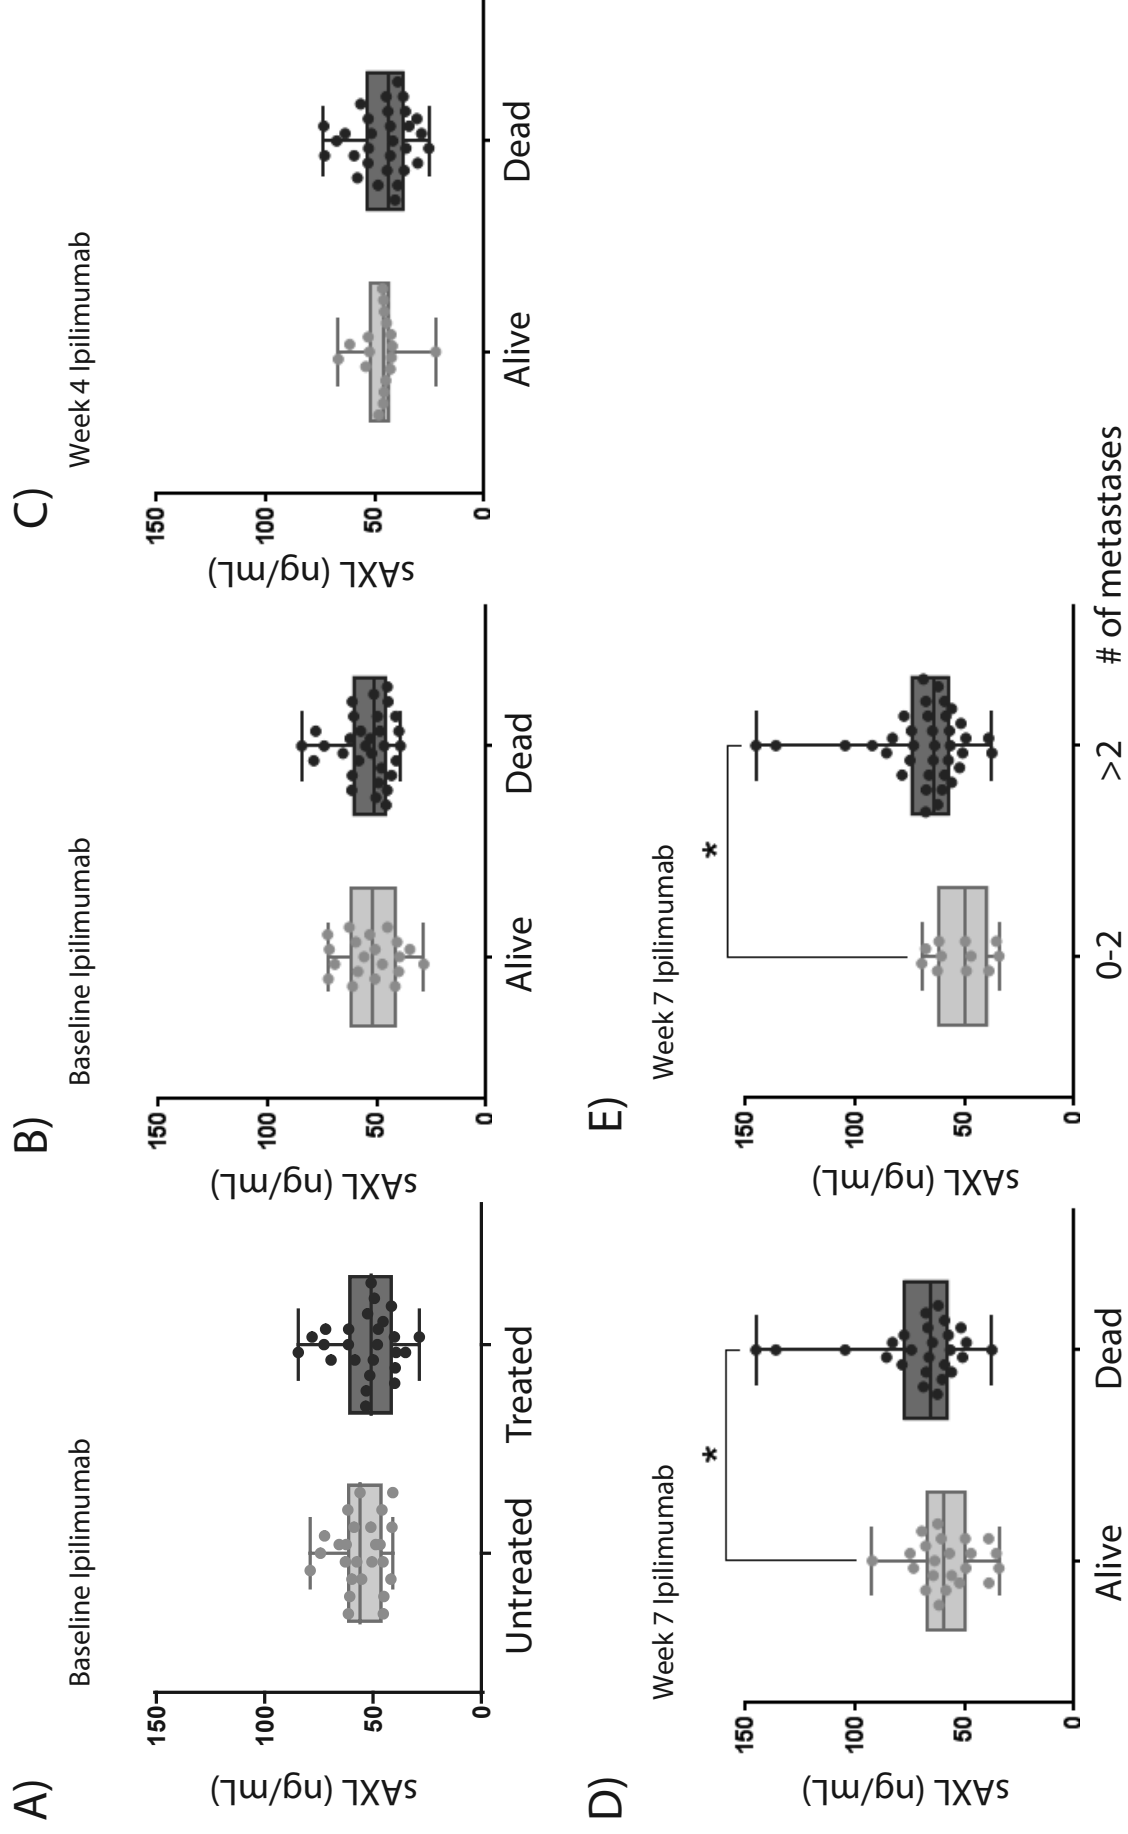 A)
Baseline Ipilimumab
sAXL (ng/mL)
150
100
50
0
Untreated
Treated
B)
Baseline Ipilimumab
sAXL (ng/mL)
150
100
50
0
Alive
Dead
C)
Week 4 Ipilimumab
sAXL (ng/mL)
150
100
50
0
Alive
Dead
D)
Week 7 Ipilimumab
*
sAXL (ng/mL)
150
100
50
0
Alive
Dead
E)
Week 7 Ipilimumab
*
sAXL (ng/mL)
150
100
50
0
0-2
>2
# of metastases